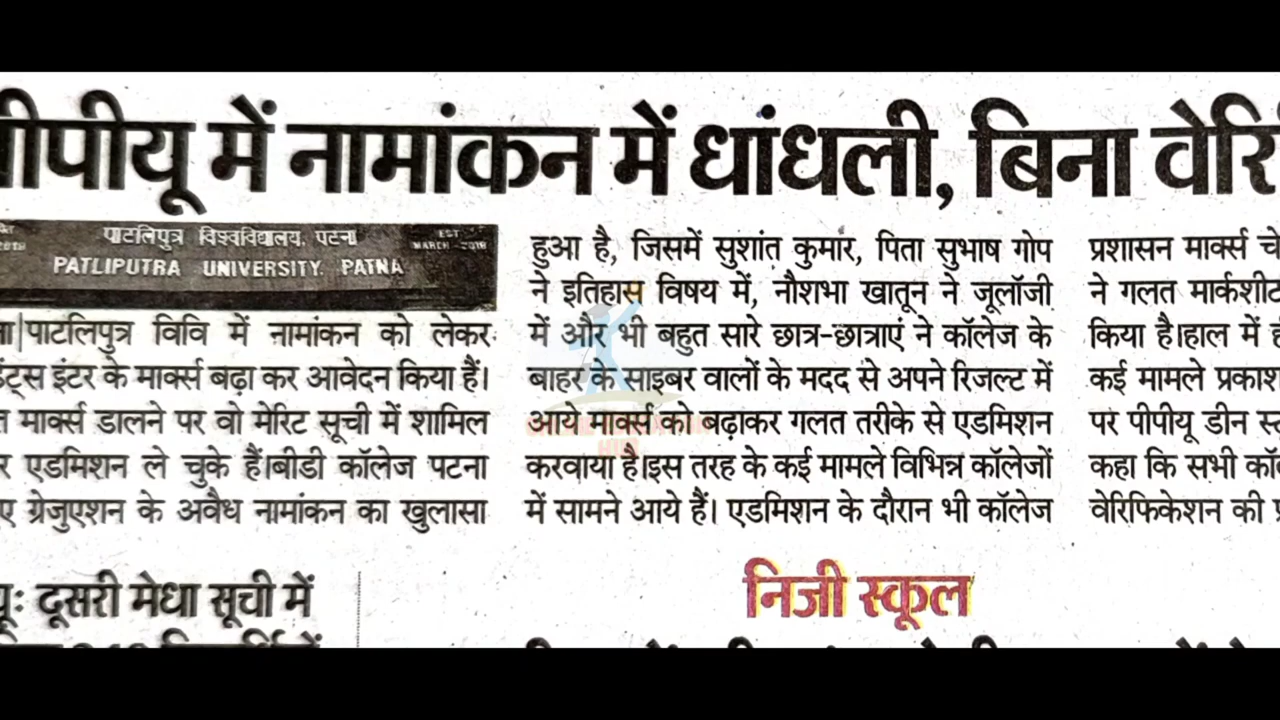 पीपीयू में नामांकन में धांधली, बिना
पाटलिपुत्र विश्वविद्यालय, पटना
PATLIPUTRA UNIVERSITY, PATNA
EST
MARCH-2018
पाटलिपुत्र विवि में नामांकन को लेकर
इंटर के मार्क्स बढ़ा कर आवेदन किया हैं।
मार्क्स डालने पर वो मेरिट सूची में शामिल
एडमिशन ले चुके हैं।बीडी कॉलेज पटना
ग्रेजुएशन के अवैध नामांकन का खुलासा
हुआ है, जिसमें सुशांत कुमार, पिता सुभाष गोप
ने इतिहास विषय में, नौशभा खातून ने जूलॉजी
में और भी बहुत सारे छात्र-छात्राएं ने कॉलेज के
बाहर के साइबर वालों के मदद से अपने रिजल्ट में
आये मार्क्स को बढ़ाकर गलत तरीके से एडमिशन
करवाया है।इस तरह के कई मामले विभिन्न कॉलेजों
में सामने आये हैं। एडमिशन के दौरान भी कॉलेज
प्रशासन मार्क्स
ने गलत
किया है।हाल में
कई मामले
पर पीपीयू डीन
कहा कि सभी
वेरिफिकेशन की
दूसरी मेधा सूची में
निजी स्कूल